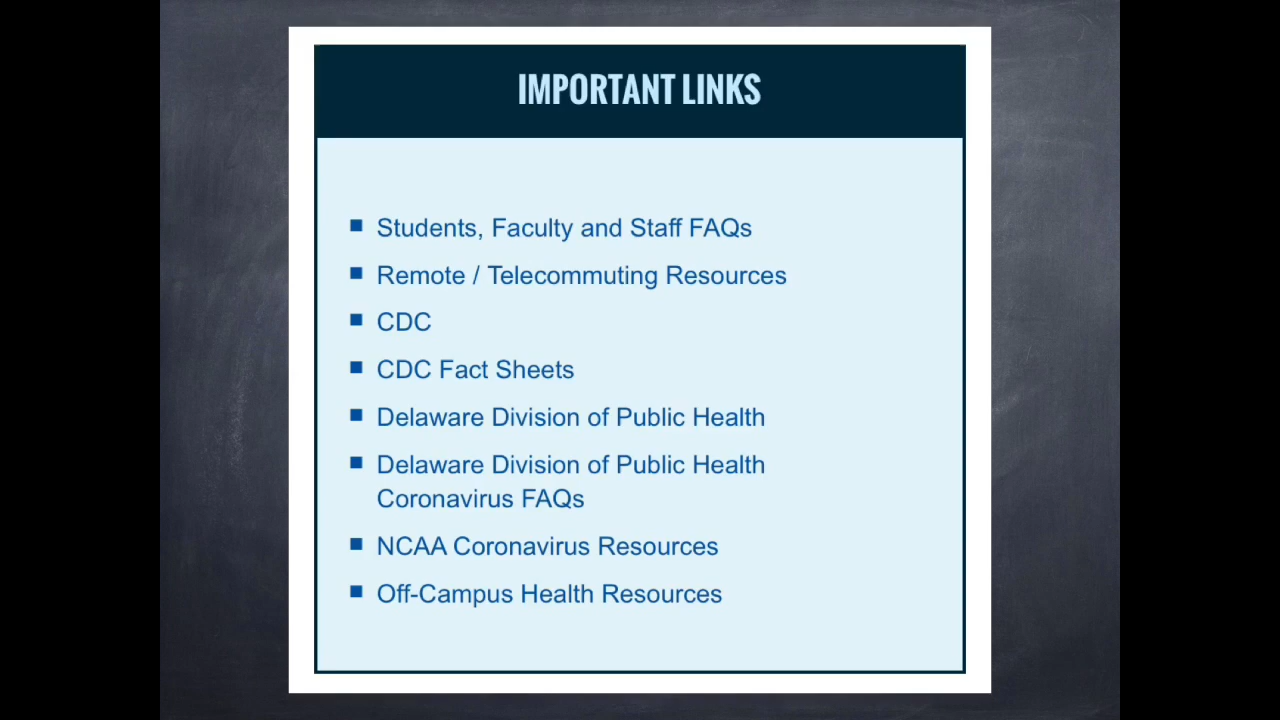 IMPORTANT LINKS
Students, Faculty and Staff FAQs
Remote / Telecommuting Resources
CDC
CDC Fact Sheets
Delaware Division of Public Health
Delaware Division of Public Health
Coronavirus FAQs
NCAA Coronavirus Resources
Off-Campus Health Resources